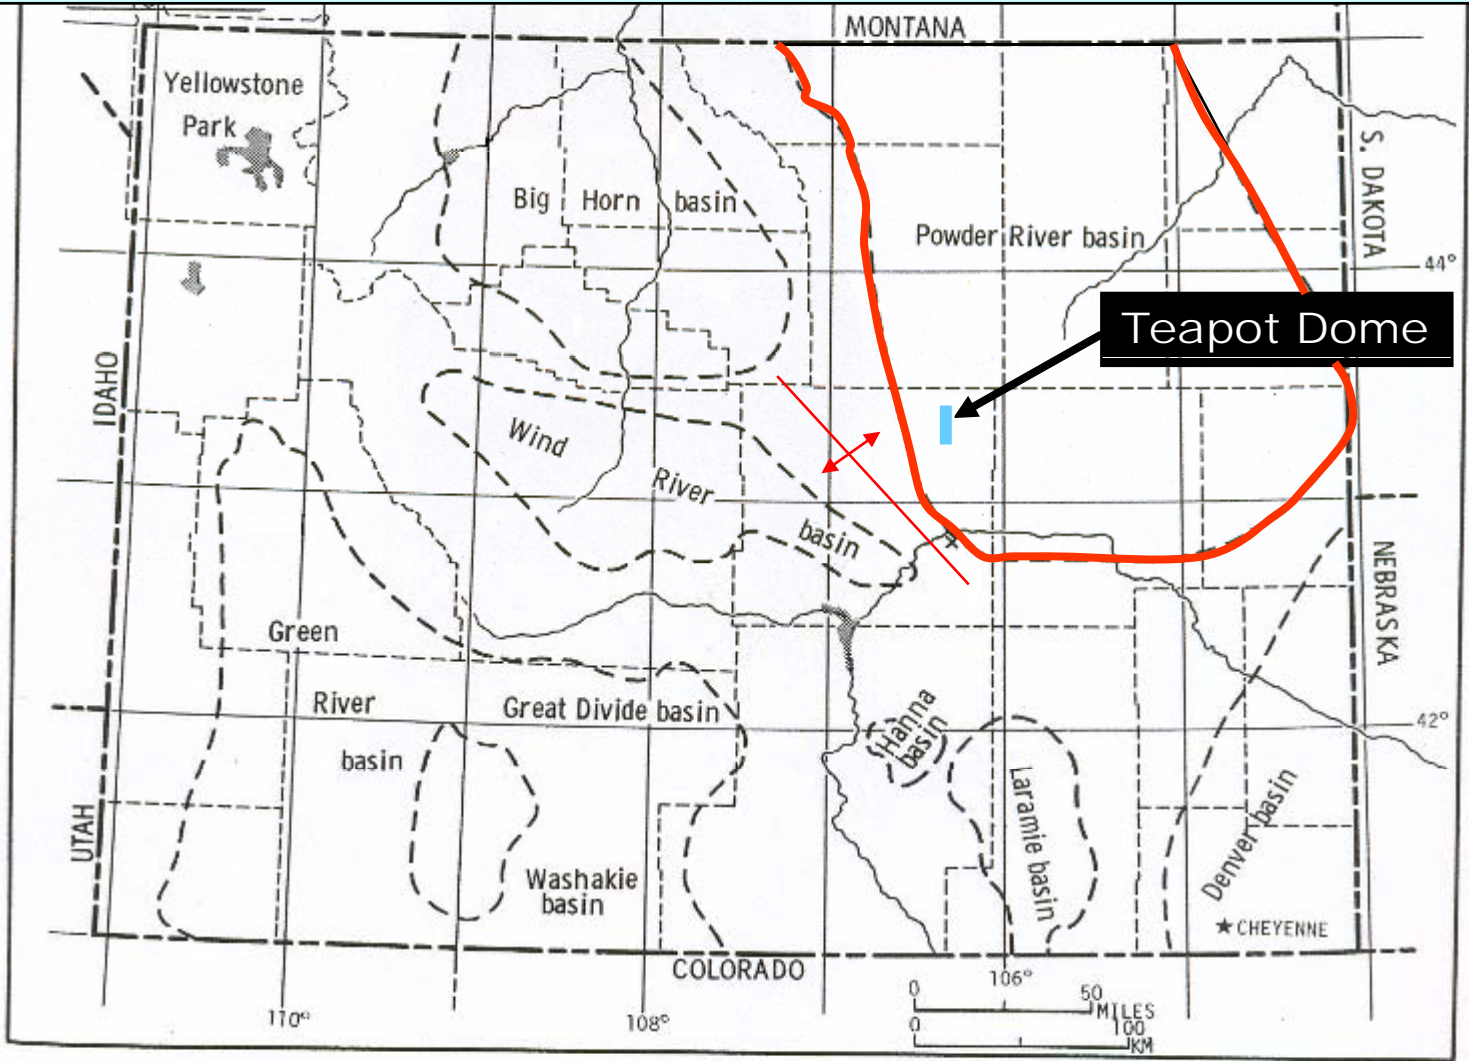 MONTANA
Yellowstone
Park
S. DAKOTA
Big Horn basin
Powder River basin
44°
Teapot Dome
IDAHO
Wind
River
basin
NEBRASKA
Green
River
basin
Great Divide basin
42°
Hanna
basin
Laramie basin
Denver basin
UTAH
Washakie
basin
★ CHEYENNE
COLORADO
106°
0 50
MILES
0 100
KM
110°
108°